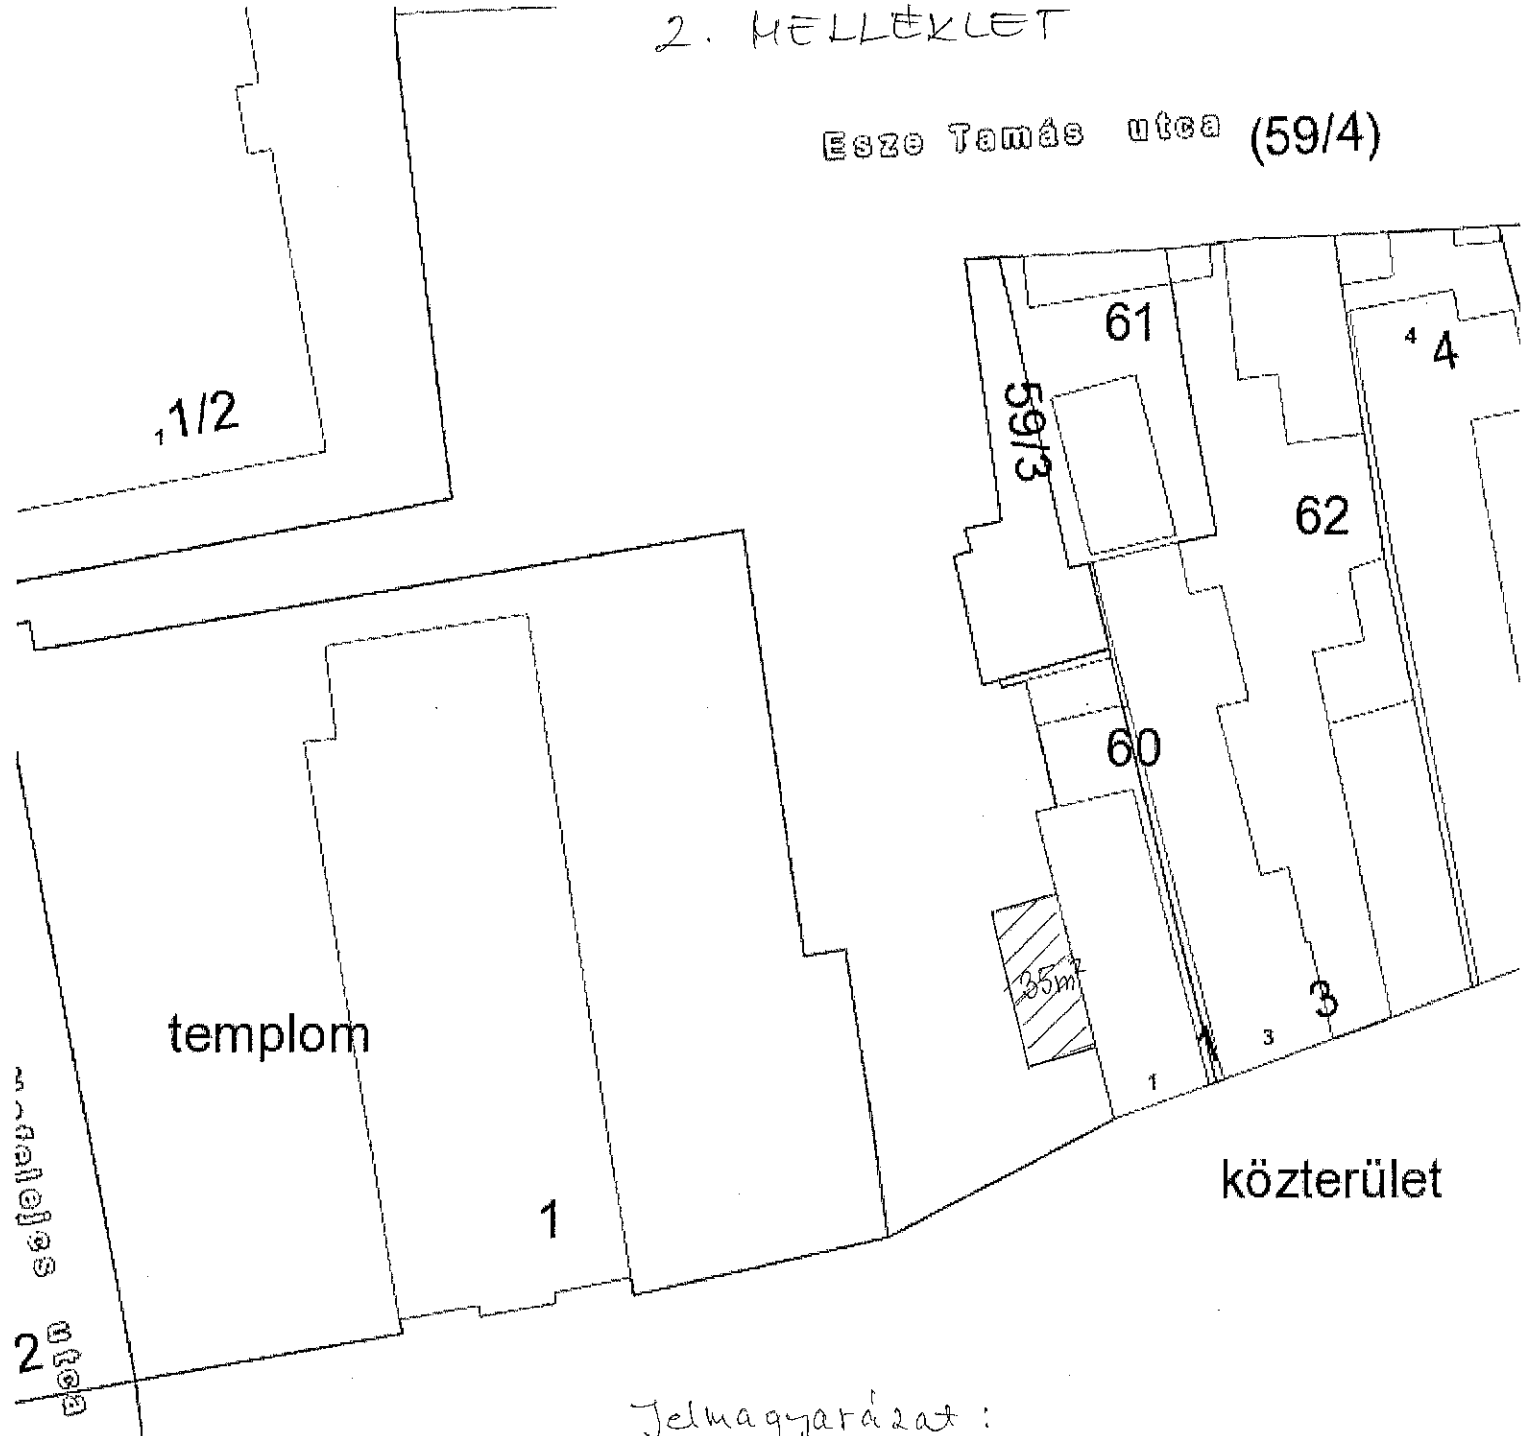 2. MELLÉKLET
Esze Tamás utca (59/4)
61
4 4
59/3
1 1/2
62
60
35m²
templom
3
3
1
1
közterület
1
2
utca
Jelmagyarázat :